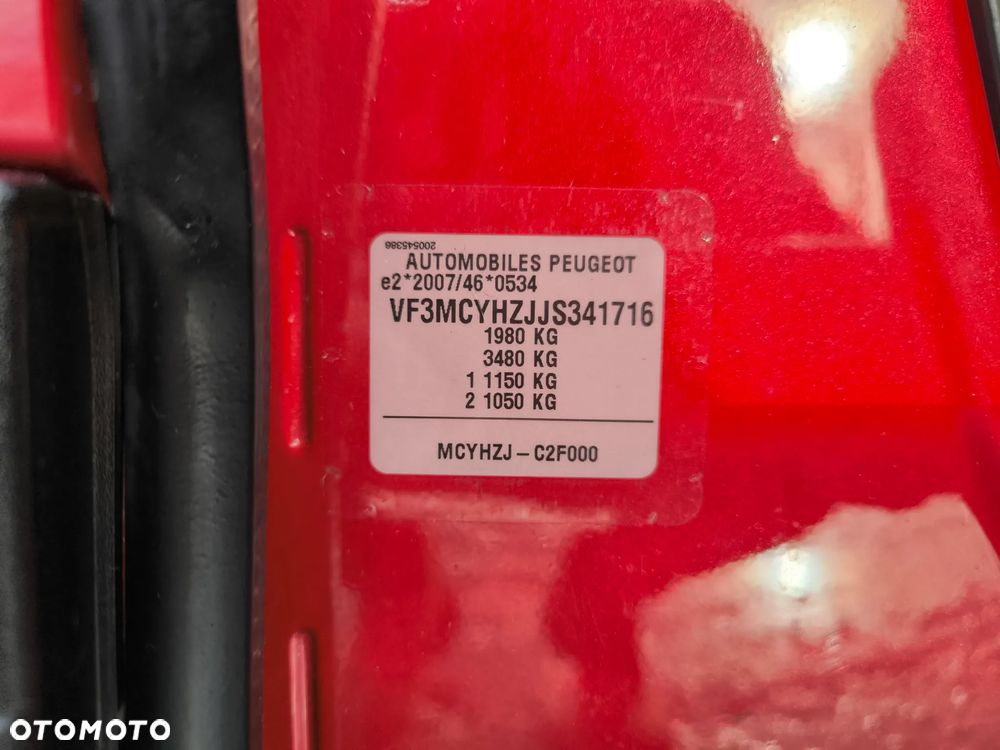 200545386
AUTOMOBILES PEUGEOT
e2*2007/46*0534
VF3MCYHZJJS341716
1980 KG
3480 KG
1 1150 KG
2 1050 KG
MCYHZJ – C2F000
OTOMOTO